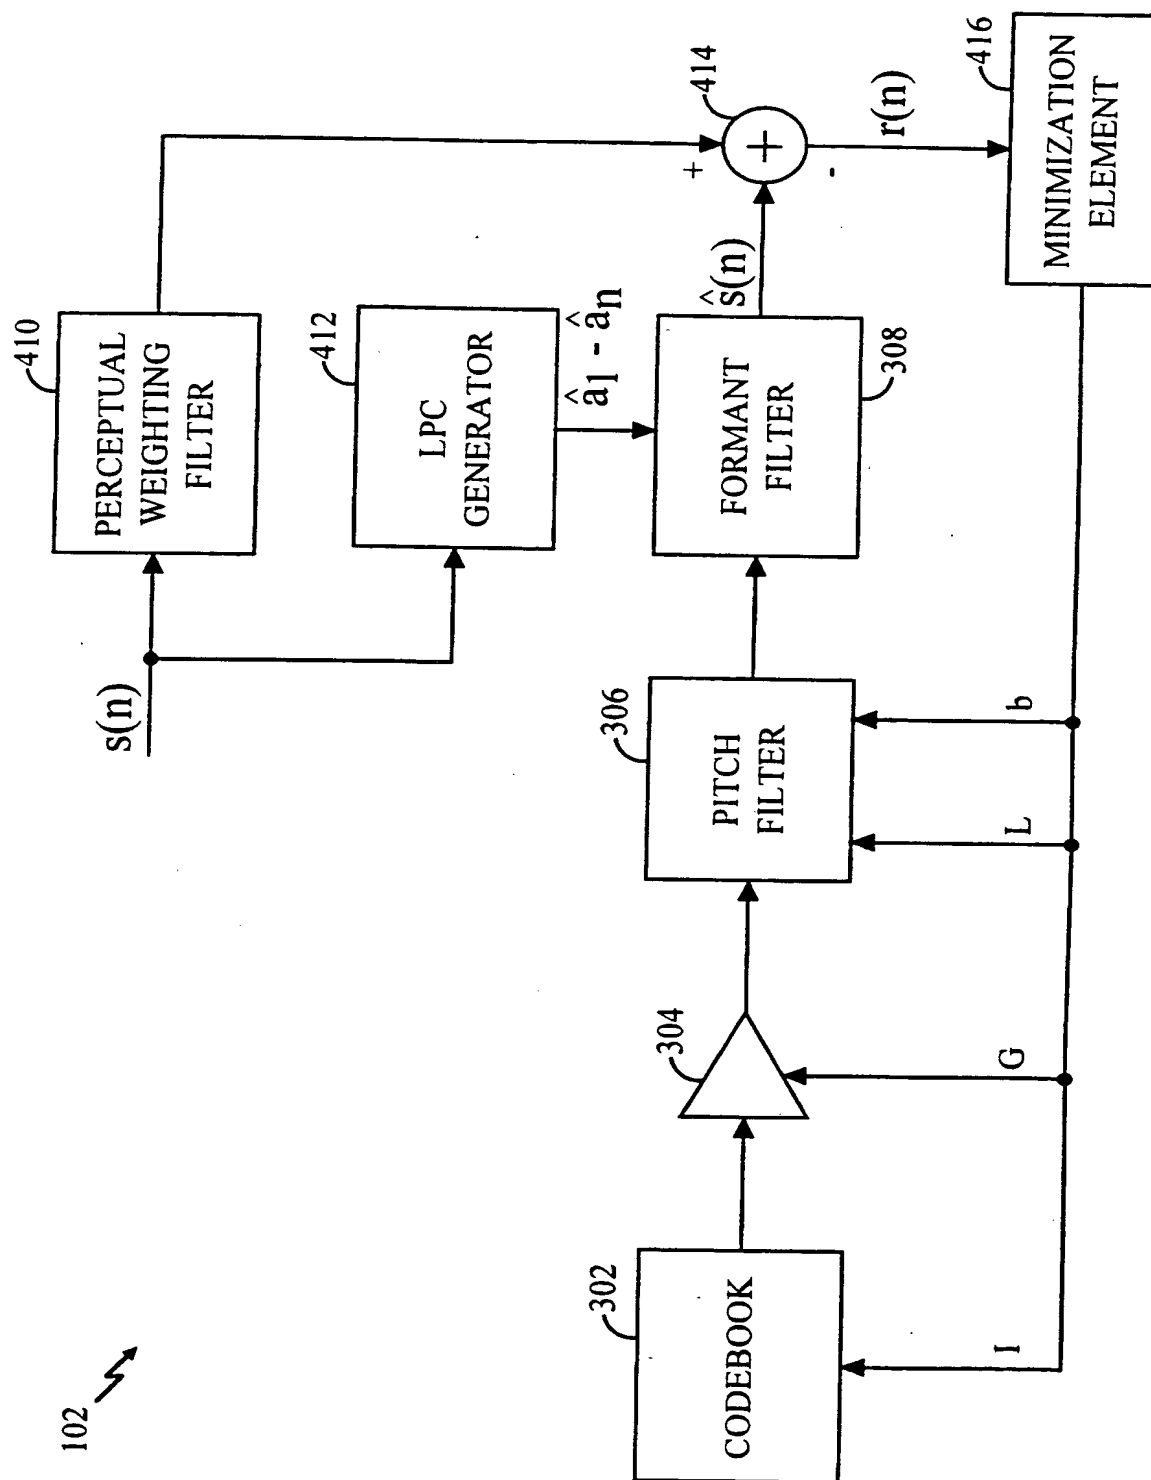 102
s(n)
410
PERCEPTUAL
WEIGHTING
FILTER
412
LPC
GENERATOR
â1 - ân
414
+
+
-
ŝ(n)
r(n)
302
CODEBOOK
304
306
PITCH
FILTER
FORMANT
FILTER
308
416
MINIMIZATION
ELEMENT
I
G
L
b